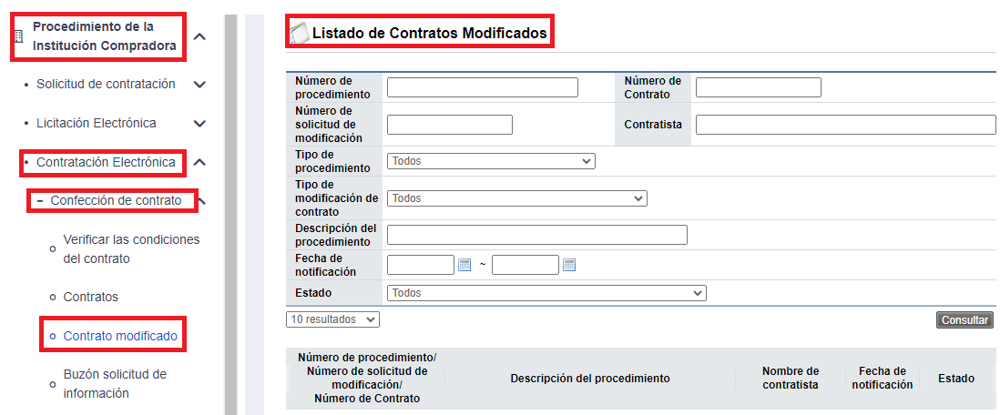 Procedimiento de la
Institución Compradora
• Solicitud de contratación
• Licitación Electrónica
• Contratación Electrónica
− Confección de contrato
Verificar las condiciones
del contrato
Contratos
Contrato modificado
Buzón solicitud de
información
Listado de Contratos Modificados
Número de
procedimiento
Número de
Contrato
Número de
solicitud de
modificación
Contratista
Tipo de
procedimiento
Todos
Tipo de
modificación de
contrato
Todos
Descripción del
procedimiento
Fecha de
notificación
~
Estado
Todos
10 resultados
Consultar
Número de procedimiento/
Número de solicitud de
modificación/
Número de Contrato
Descripción del procedimiento
Nombre de
contratista
Fecha de
notificación
Estado